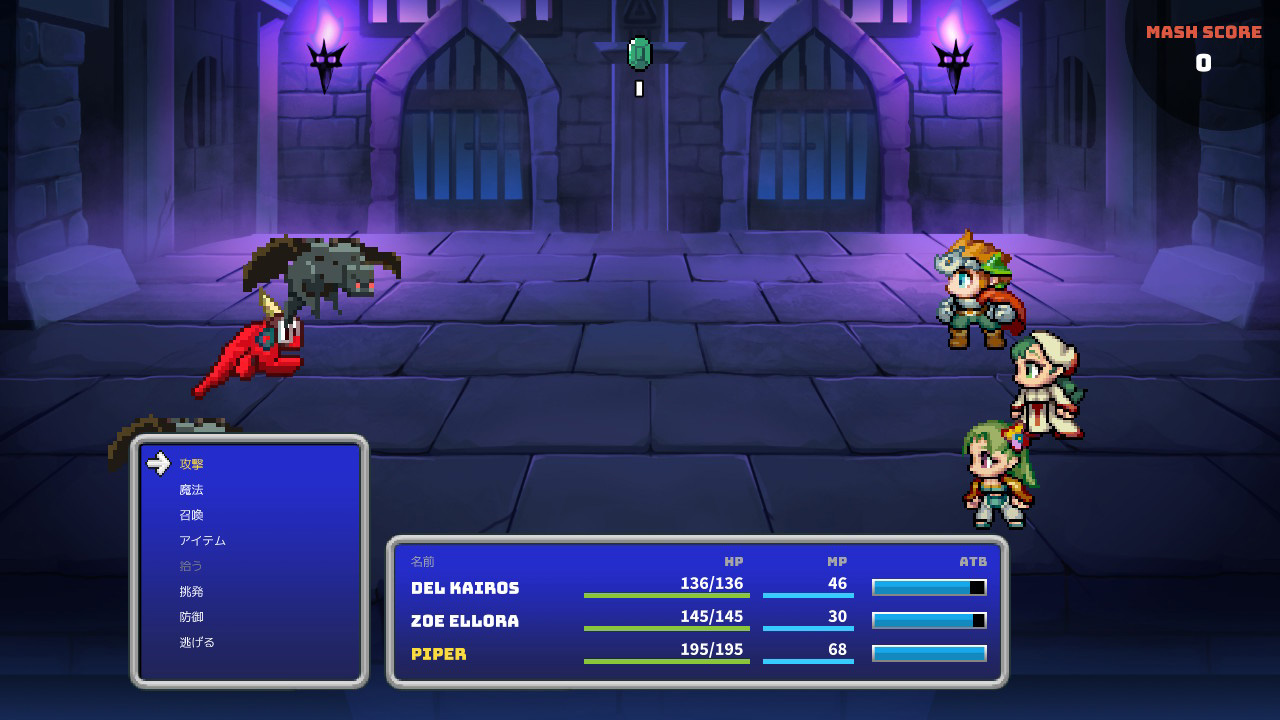 MASH SCORE
0
1
攻撃
魔法
召喚
アイテム
拾う
挑発
防御
逃げる
名前 HP MP ATB
DEL KAIROS 136/136 46
ZOE ELLORA 145/145 30
PIPER 195/195 68